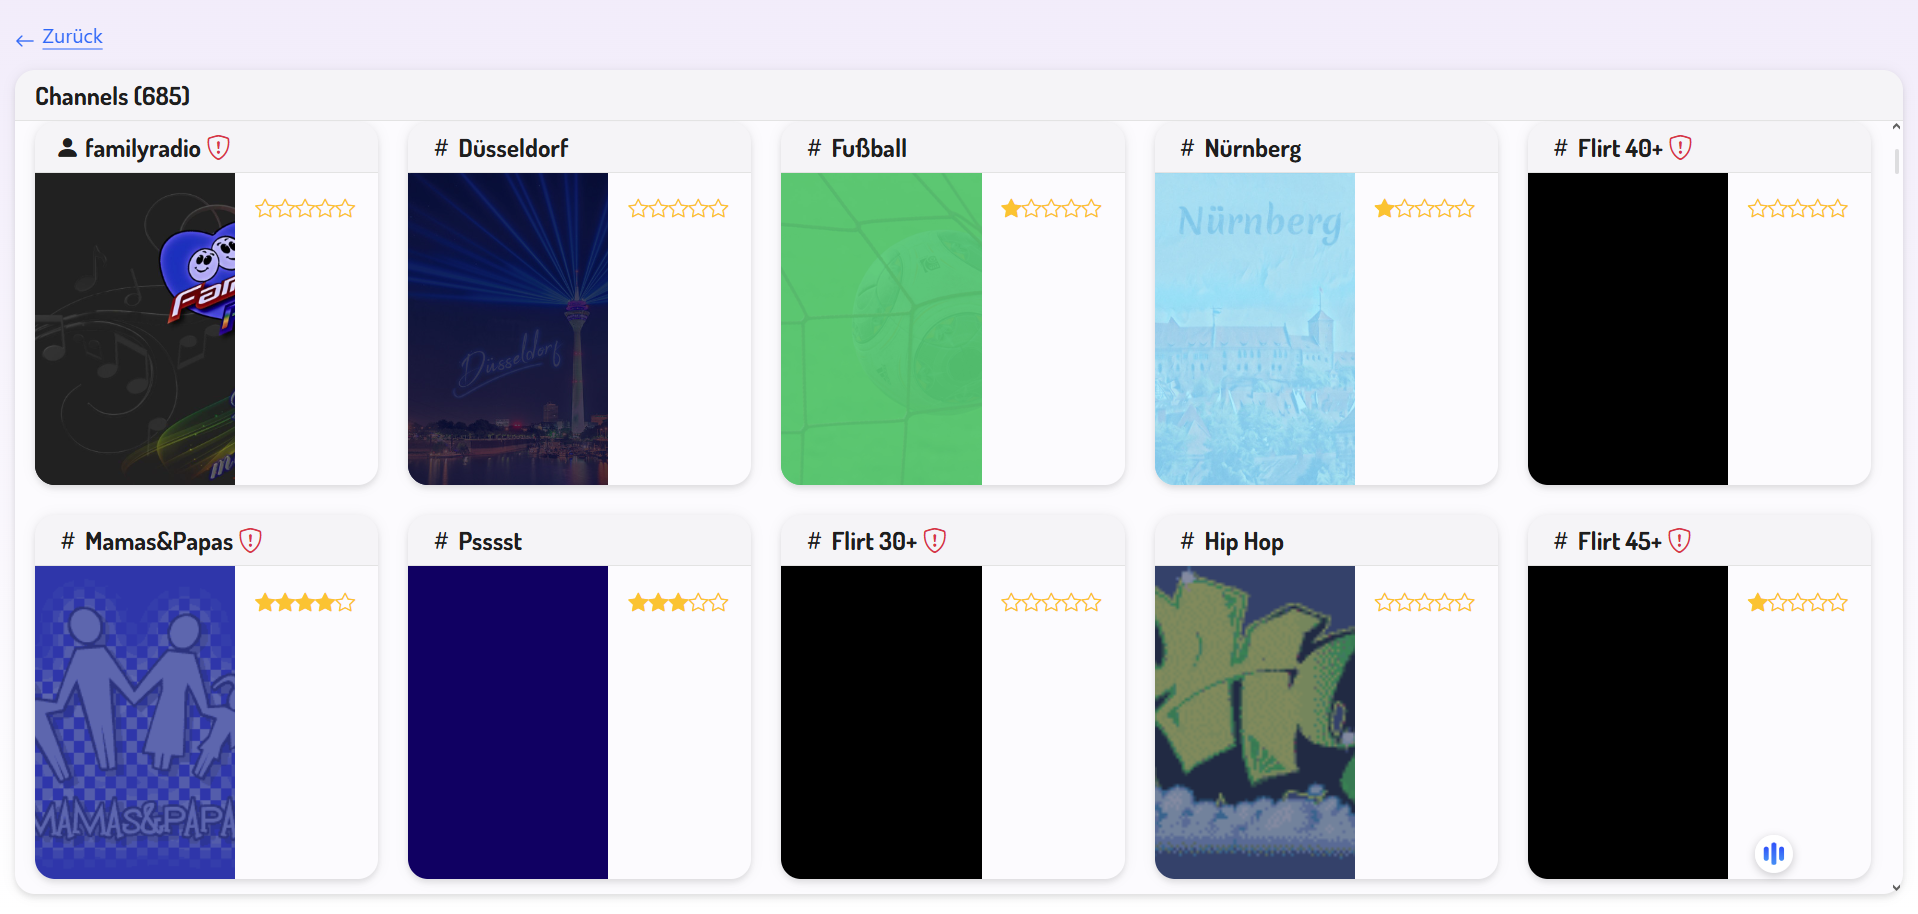 Zurück
Channels (685)
familyradio
# Düsseldorf
# Fußball
# Nürnberg
# Flirt 40+
Düsseldorf
Nürnberg
# Mamas&Papas
# Psssst
# Flirt 30+
# Hip Hop
# Flirt 45+
MAMAS&PAPA